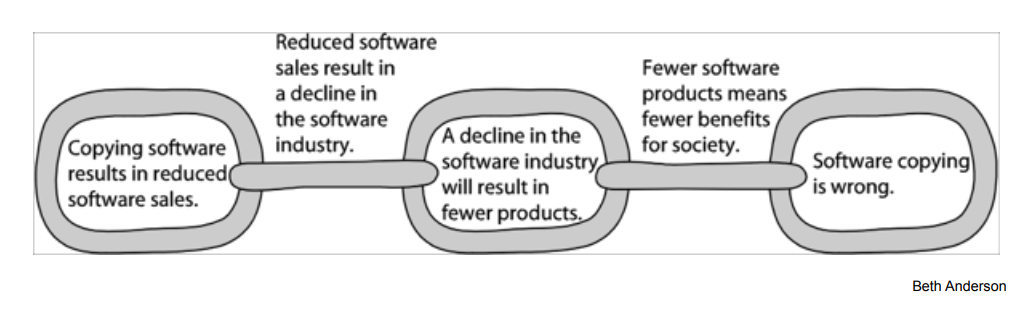 Copying software
results in reduced
software sales.
Reduced software
sales result in
a decline in
the software
industry.
A decline in the
software industry
will result in
fewer products.
Fewer software
products means
fewer benefits
for society.
Software copying
is wrong.
Beth Anderson